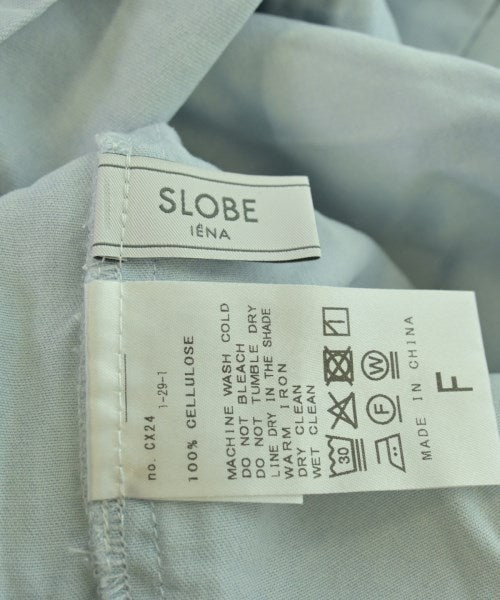 SLOBE
IÉNA
no. CX24
1-29-1
100% CELLULOSE
MACHINE WASH COLD
DO NOT BLEACH
DO NOT TUMBLE DRY
LINE DRY IN THE SHADE
WARM IRON
DRY CLEAN
WET CLEAN
30
F
W
MADE IN CHINA
F